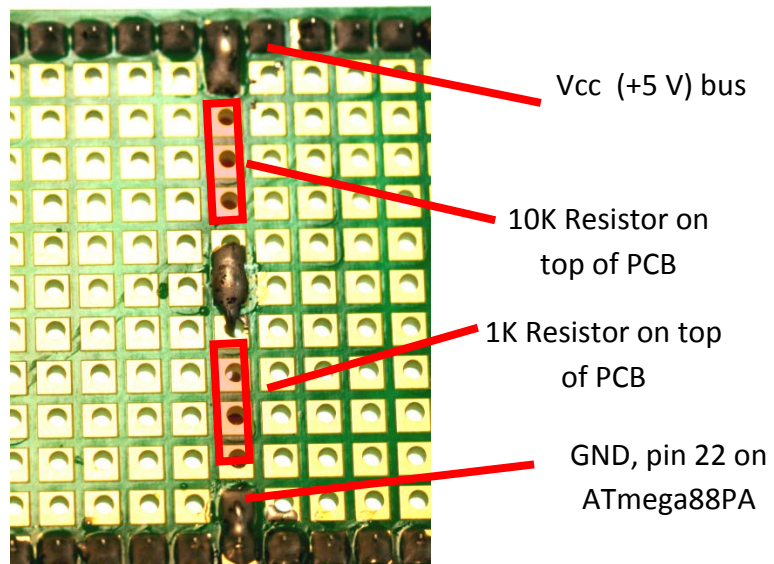 Vcc  (+5 V) bus
10K Resistor on
top of PCB
1K Resistor on top
of PCB
GND, pin 22 on
ATmega88PA